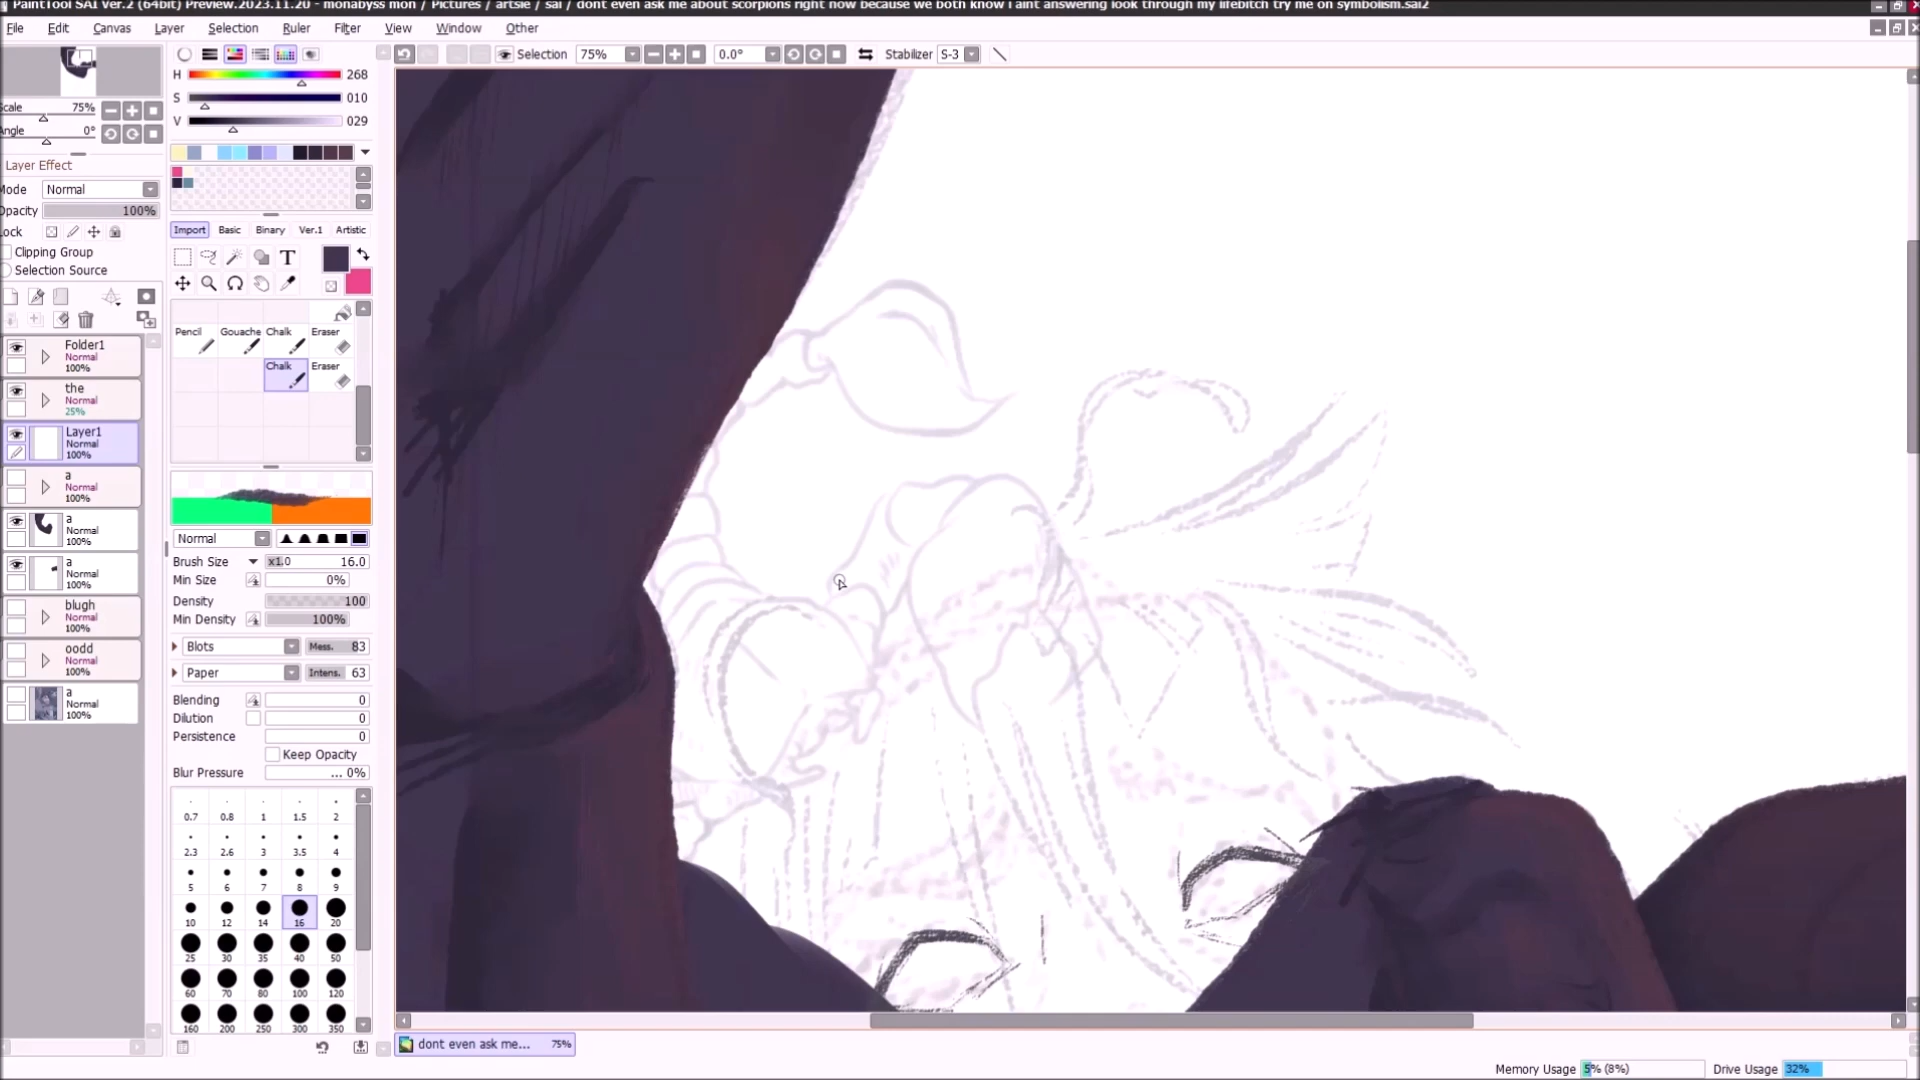 PaintTool SAI Ver.2 (64bit) Preview.2023.11.20 - monabyss mon / Pictures / artsie / sai / dont even ask me about scorpions right now because we both know i aint answering look through my lifebitch try me on symbolism.sai2
File Edit Canvas Layer Selection Ruler Filter View Window Other
Selection 75% 0.0° Stabilizer S-3
H 268
S 010
V 029
Scale 75%
Angle 0°
Layer Effect
Mode Normal
Opacity 100%
Lock
Clipping Group
Selection Source
Folder1
Normal
100%
the
Normal
25%
Layer1
Normal
100%
a
Normal
100%
a
Normal
100%
a
Normal
100%
blugh
Normal
100%
oodd
Normal
100%
a
Normal
100%
Import Basic Binary Ver.1 Artistic
T
Pencil Gouache Chalk Eraser
Chalk Eraser
Normal
Brush Size x1.0 16.0
Min Size 0%
Density 100
Min Density 100%
Blots Mess. 83
Paper Intens. 63
Blending 0
Dilution 0
Persistence 0
Keep Opacity
Blur Pressure ... 0%
0.7 0.8 1 1.5 2
2.3 2.6 3 3.5 4
5 6 7 8 9
10 12 14 16 20
25 30 35 40 50
60 70 80 100 120
160 200 250 300 350
dont even ask me... 75%
Memory Usage 5% (8%) Drive Usage 32%